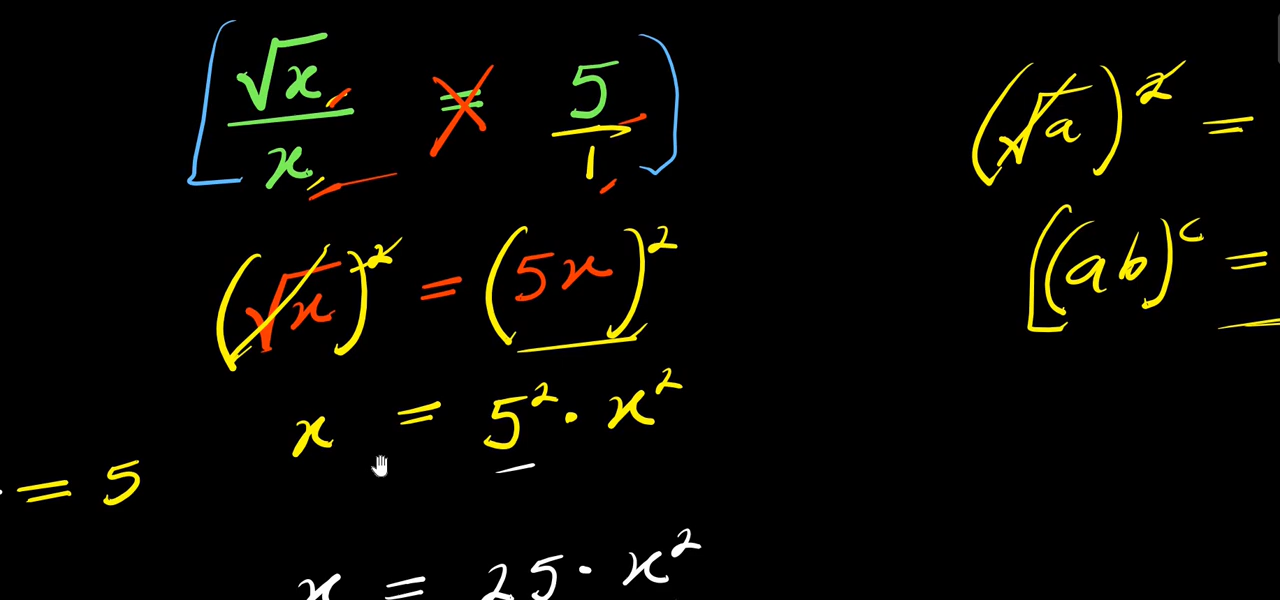 [√x/x = 5/1]
(√x)² = (5x)²
x = 5² · x²
= 5
x = 25 · x²
(√a)² =
[(ab)ᶜ =